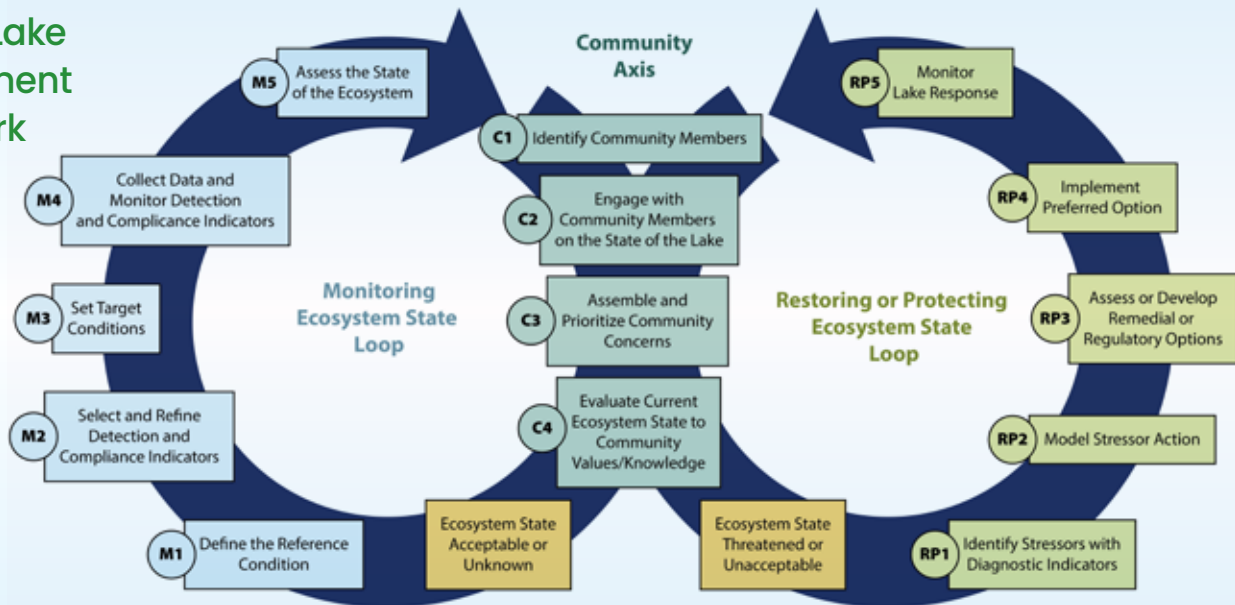 Lake
ment
rk
Community
Axis
M5
Assess the State
of the Ecosystem
M4
Collect Data and
Monitor Detection
and Complicance Indicators
M3
Set Target
Conditions
M2
Select and Refine
Detection and
Compliance Indicators
M1
Define the Reference
Condition
Monitoring
Ecosystem State
Loop
C1
Identify Community Members
C2
Engage with
Community Members
on the State of the Lake
C3
Assemble and
Prioritize Community
Concerns
C4
Evaluate Current
Ecosystem State to
Community
Values/Knowledge
Ecosystem State
Acceptable or
Unknown
Ecosystem State
Threatened or
Unacceptable
Restoring or Protecting
Ecosystem State
Loop
RP5
Monitor
Lake Response
RP4
Implement
Preferred Option
RP3
Assess or Develop
Remedial or
Regulatory Options
RP2
Model Stressor Action
RP1
Identify Stressors with
Diagnostic Indicators